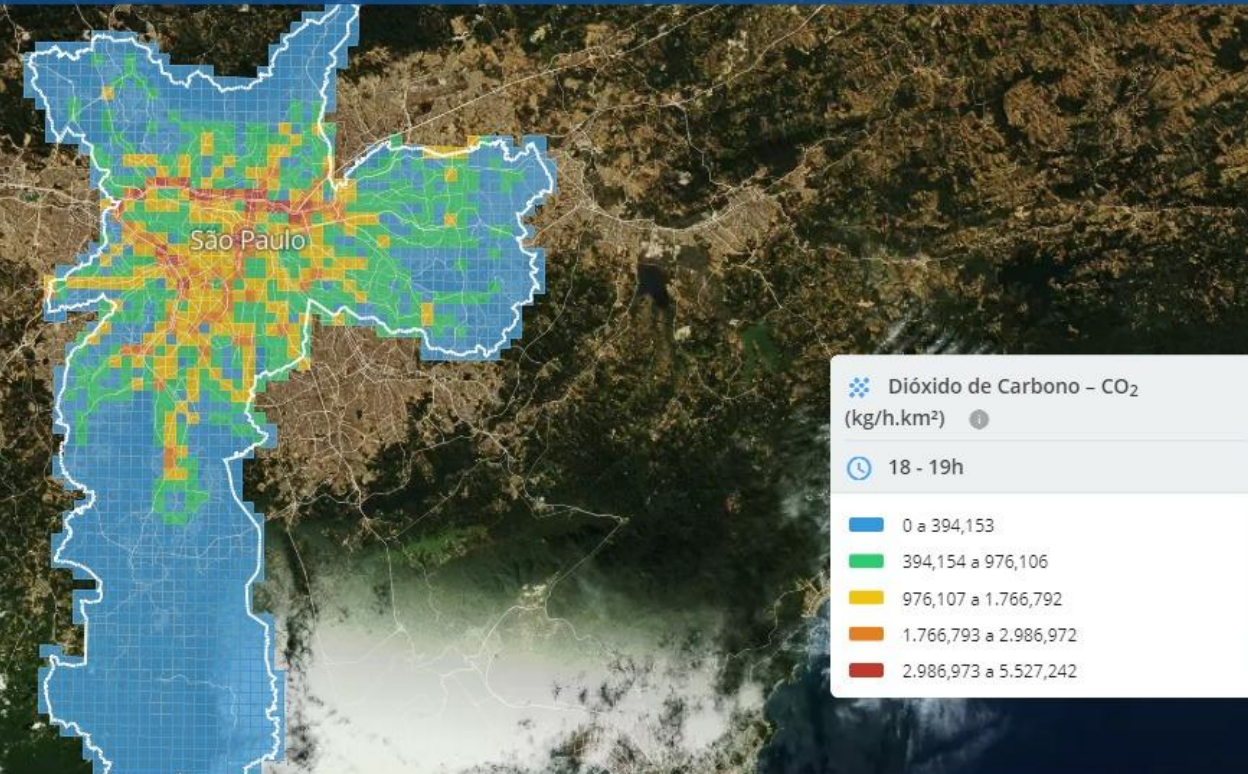 São Paulo
Dióxido de Carbono – CO₂
(kg/h.km²) i
18 - 19h
0 a 394,153
394,154 a 976,106
976,107 a 1.766,792
1.766,793 a 2.986,972
2.986,973 a 5.527,242